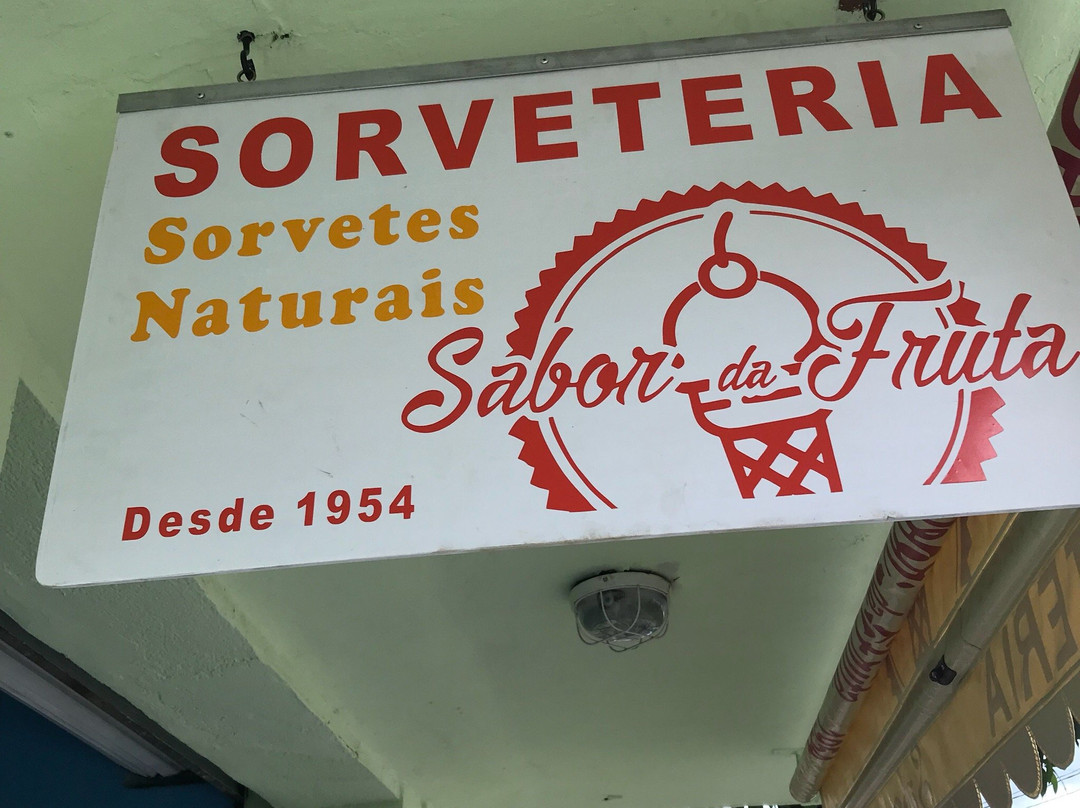 SORVETERIA
Sorvetes
Naturais
Sabor da Fruta
Desde 1954